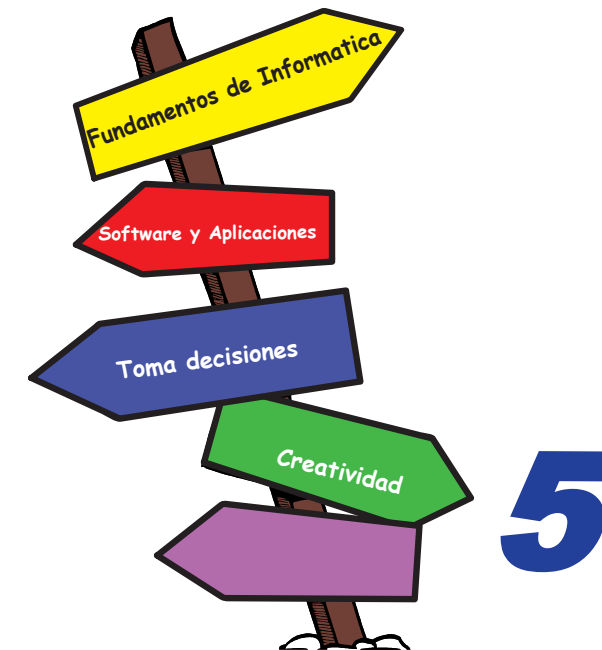 Fundamentos de Informatica
Software y Aplicaciones
Toma decisiones
Creatividad
5